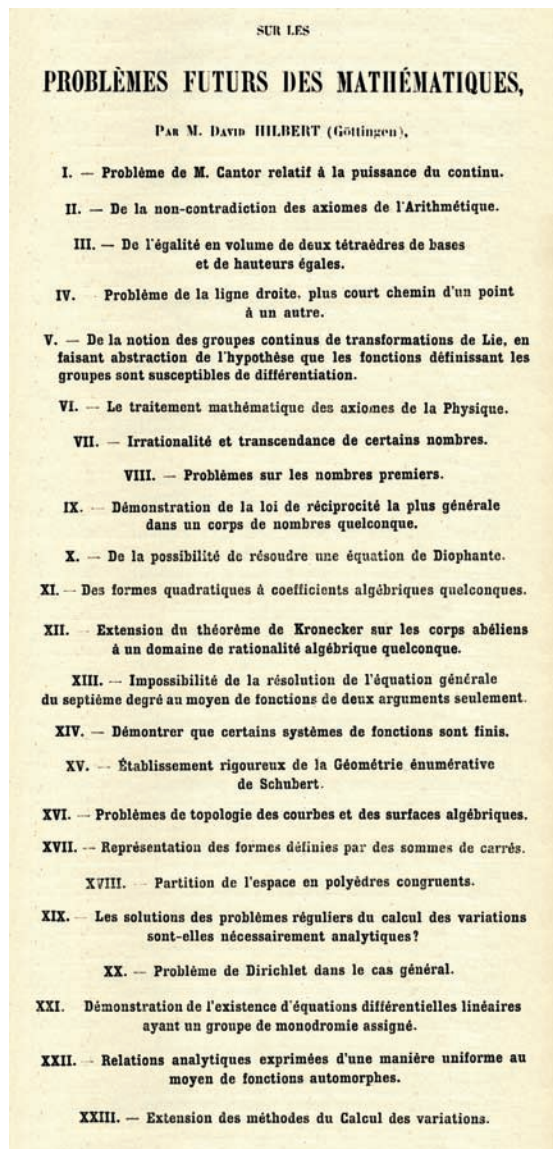 SUR LES
PROBLÈMES FUTURS DES MATHÉMATIQUES,
PAR M. DAVID HILBERT (Göttingen),
I. — Problème de M. Cantor relatif à la puissance du continu.
II. — De la non-contradiction des axiomes de l'Arithmétique.
III. — De l'égalité en volume de deux tétraèdres de bases
et de hauteurs égales.
IV. Problème de la ligne droite, plus court chemin d'un point
à un autre.
V. — De la notion des groupes continus de transformations de Lie, en
faisant abstraction de l'hypothèse que les fonctions définissant les
groupes sont susceptibles de différentiation.
VI. — Le traitement mathématique des axiomes de la Physique.
VII. — Irrationalité et transcendance de certains nombres.
VIII. — Problèmes sur les nombres premiers.
IX. — Démonstration de la loi de réciprocité la plus générale
dans un corps de nombres quelconque.
X. — De la possibilité de résoudre une équation de Diophante.
XI. — Des formes quadratiques à coefficients algébriques quelconques.
XII. — Extension du théorème de Kronecker sur les corps abéliens
à un domaine de rationalité algébrique quelconque.
XIII. — Impossibilité de la résolution de l'équation générale
du septième degré au moyen de fonctions de deux arguments seulement.
XIV. — Démontrer que certains systèmes de fonctions sont finis.
XV. — Établissement rigoureux de la Géométrie énumérative
de Schubert.
XVI. — Problèmes de topologie des courbes et des surfaces algébriques.
XVII. — Représentation des formes définies par des sommes de carrés.
XVIII. — Partition de l'espace en polyèdres congruents.
XIX. — Les solutions des problèmes réguliers du calcul des variations
sont-elles nécessairement analytiques?
XX. — Problème de Dirichlet dans le cas général.
XXI. Démonstration de l'existence d'équations différentielles linéaires
ayant un groupe de monodromie assigné.
XXII. — Relations analytiques exprimées d'une manière uniforme au
moyen de fonctions automorphes.
XXIII. — Extension des méthodes du Calcul des variations.